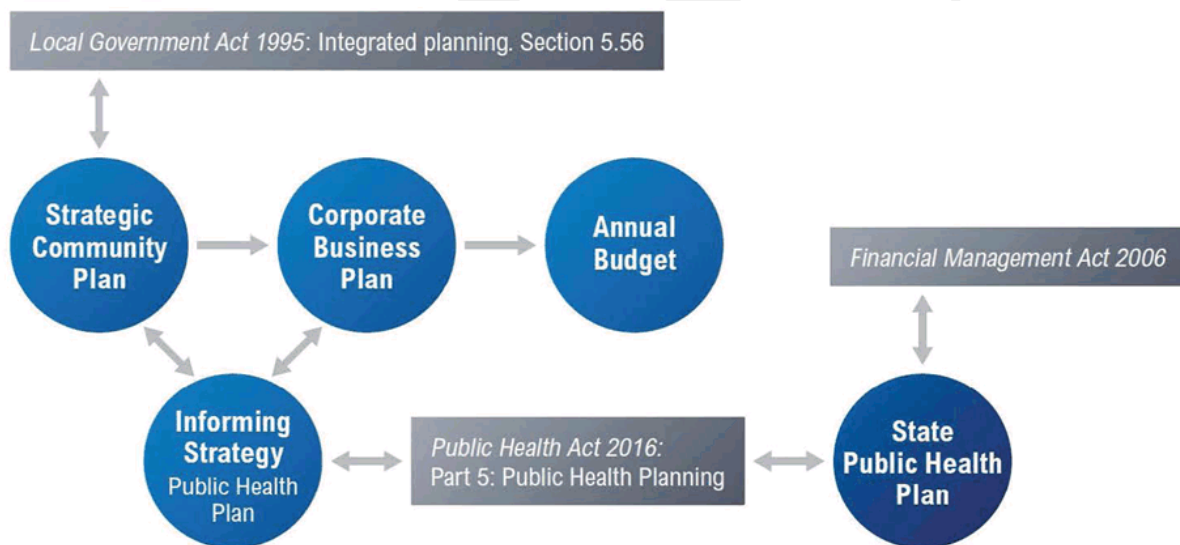 Local Government Act 1995: Integrated planning. Section 5.56
Strategic
Community
Plan
Corporate
Business
Plan
Annual
Budget
Financial Management Act 2006
Informing
Strategy
Public Health
Plan
Public Health Act 2016:
Part 5: Public Health Planning
State
Public Health
Plan